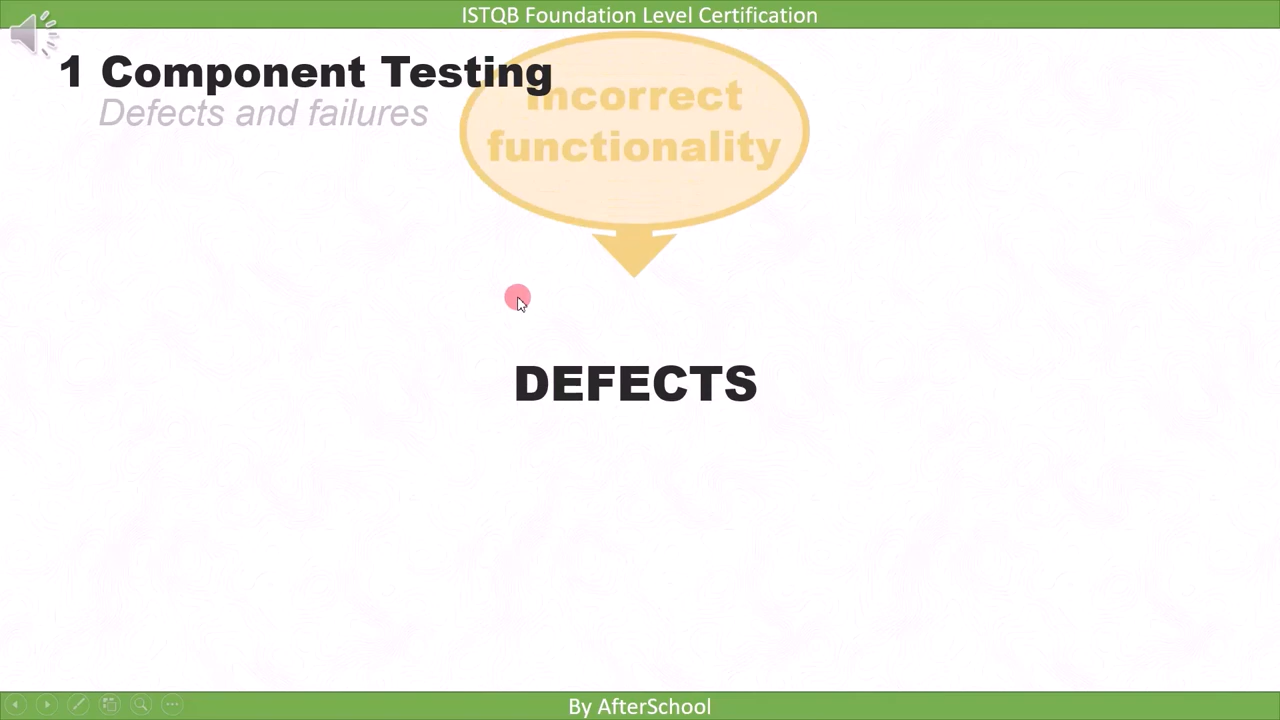 ISTQB Foundation Level Certification
1 Component Testing
Defects and failures
Incorrect
functionality
DEFECTS
By AfterSchool